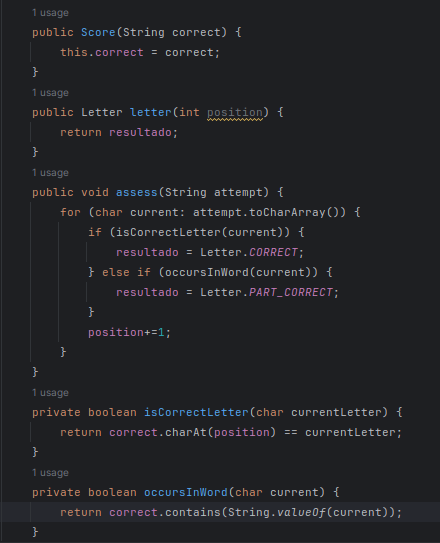 1 usage
public Score(String correct) {
this.correct = correct;
}
1 usage
public Letter letter(int position) {
return resultado;
}
1 usage
public void assess(String attempt) {
for (char current: attempt.toCharArray()) {
if (isCorrectLetter(current)) {
resultado = Letter.CORRECT;
} else if (occursInWord(current)) {
resultado = Letter.PART_CORRECT;
}
position+=1;
}
}
1 usage
private boolean isCorrectLetter(char currentLetter) {
return correct.charAt(position) == currentLetter;
}
1 usage
private boolean occursInWord(char current) {
return correct.contains(String.valueOf(current));
}